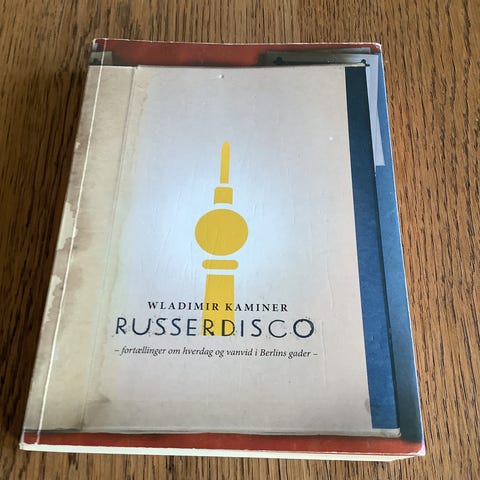 WLADIMIR KAMINER
RUSSERDISCO
– fortællinger om hverdag og vanvid i Berlins gader –